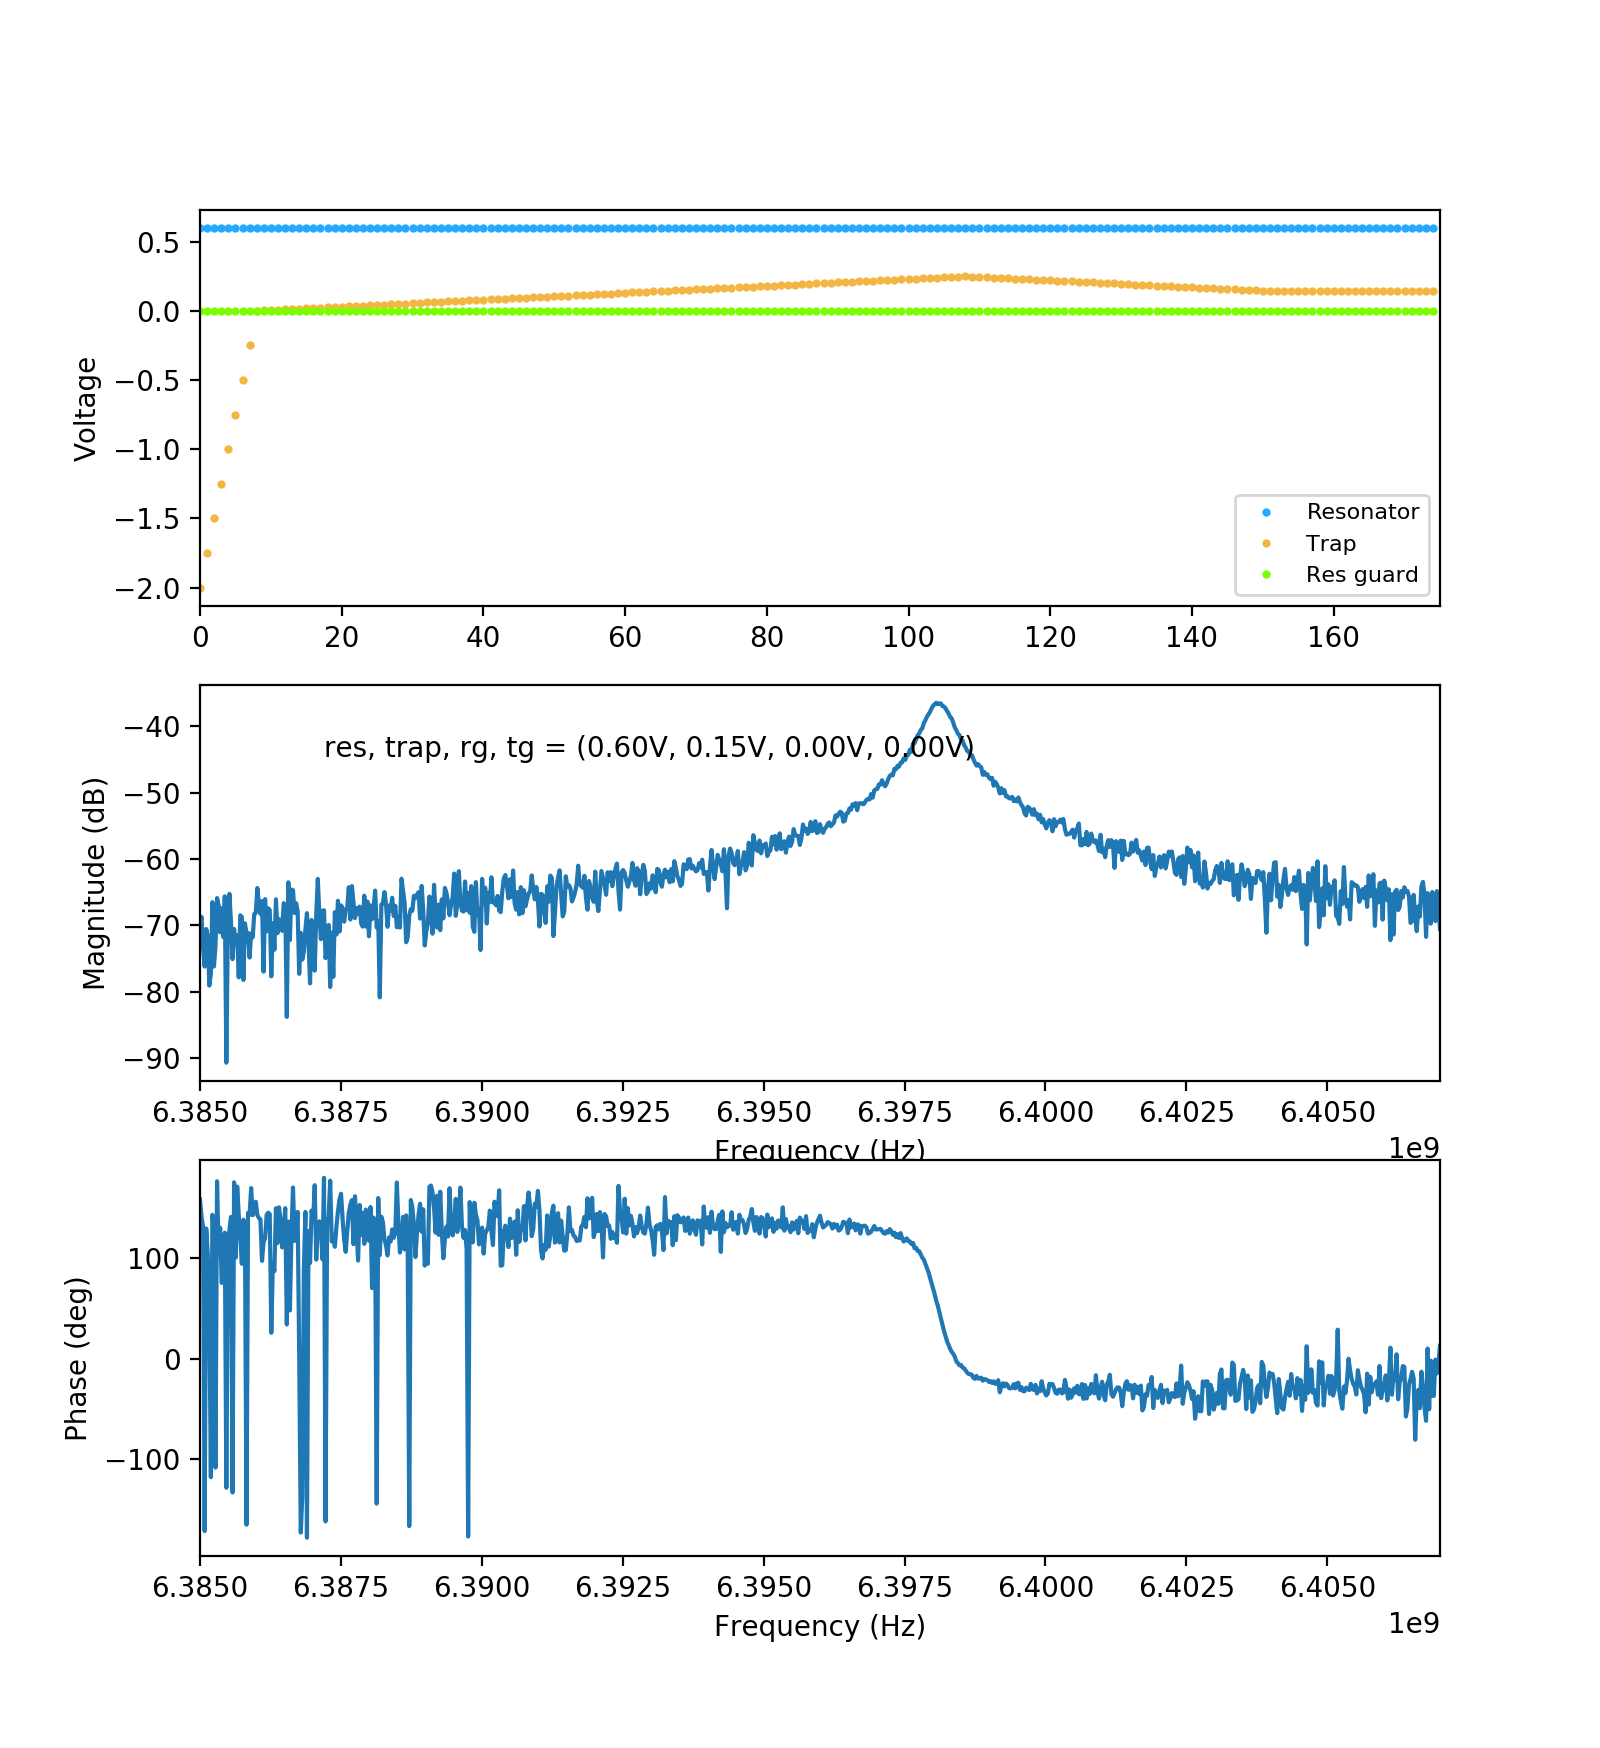 0.5
0.0
−0.5
−1.0
−1.5
−2.0
Voltage
Resonator
Trap
Res guard
0 20 40 60 80 100 120 140 160
−40
−50
−60
−70
−80
−90
Magnitude (dB)
res, trap, rg, tg = (0.60V, 0.15V, 0.00V, 0.00V)
6.3850 6.3875 6.3900 6.3925 6.3950 6.3975 6.4000 6.4025 6.4050
Frequency (Hz)
1e9
100
0
−100
Phase (deg)
6.3850 6.3875 6.3900 6.3925 6.3950 6.3975 6.4000 6.4025 6.4050
Frequency (Hz)
1e9